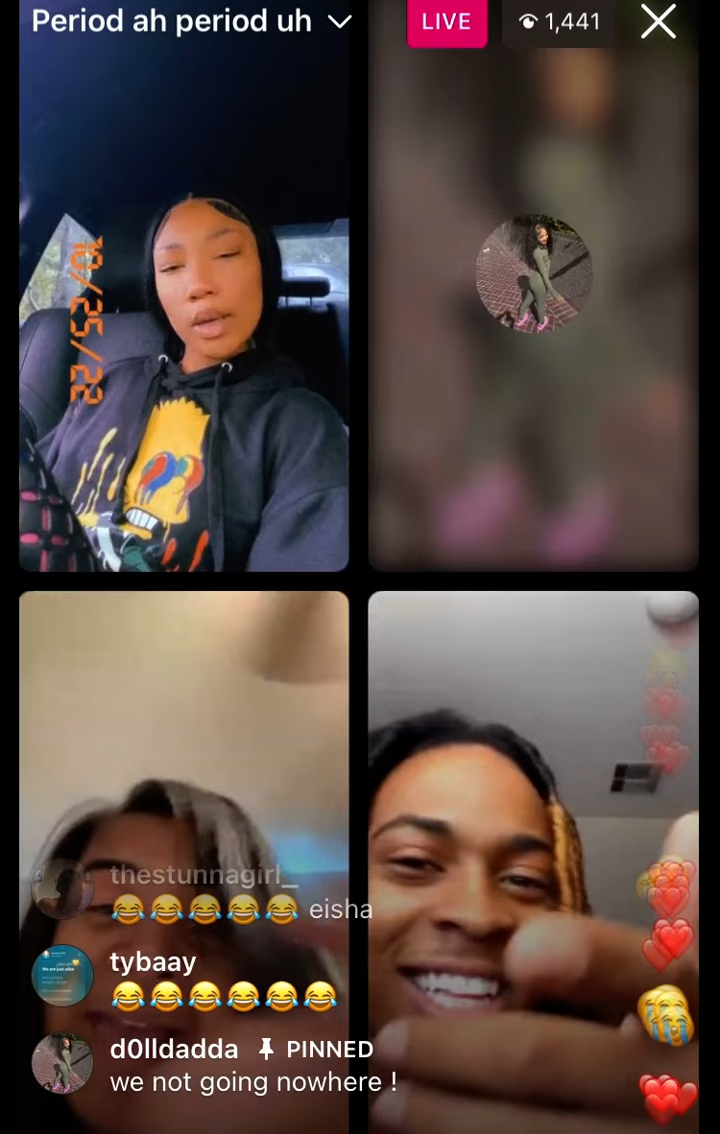 Period ah period uh
LIVE
1,441
10/25/22
thestunnagirl_
😂😂😂😂😂 eisha
tybaay
😂😂😂😂😂😂
d0lldadda PINNED
we not going nowhere !